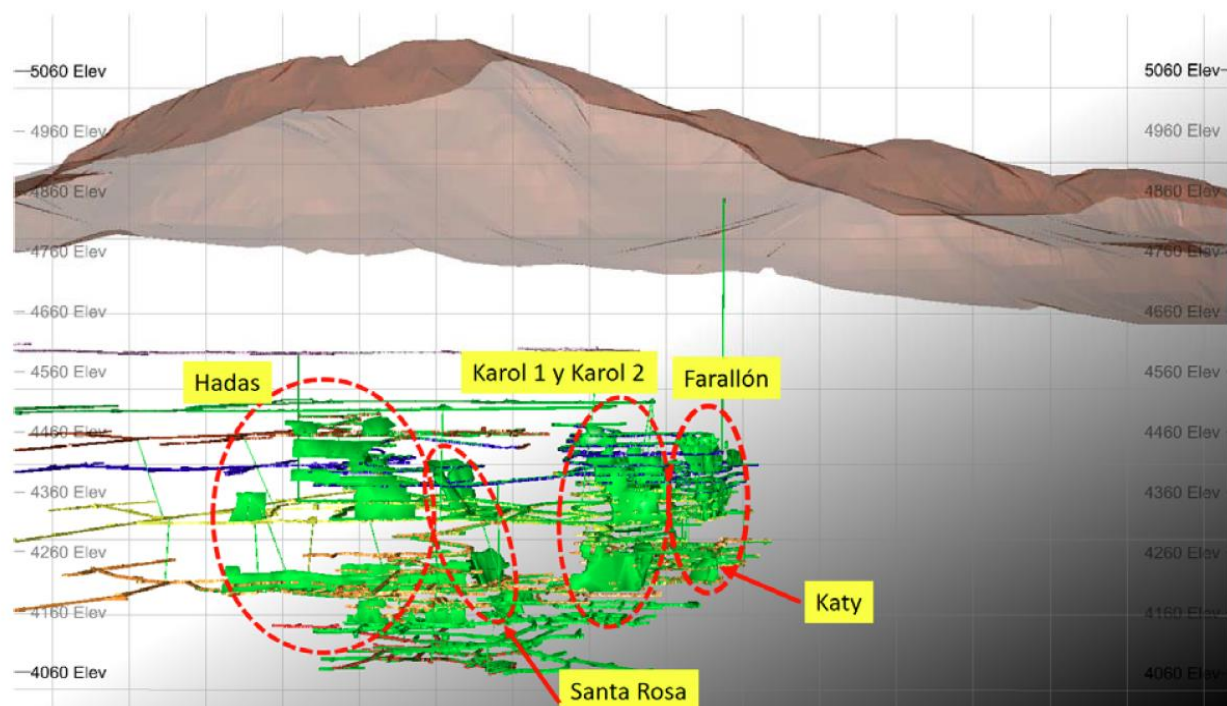 5060 Elev
5060 Elev
4960 Elev
4960 Elev
4860 Elev
4860 Elev
4760 Elev
4760 Elev
4660 Elev
4660 Elev
Hadas
Karol 1 y Karol 2
Farallón
4560 Elev
4560 Elev
4460 Elev
4460 Elev
4360 Elev
4360 Elev
4260 Elev
4260 Elev
4160 Elev
4160 Elev
Katy
4060 Elev
4060 Elev
Santa Rosa